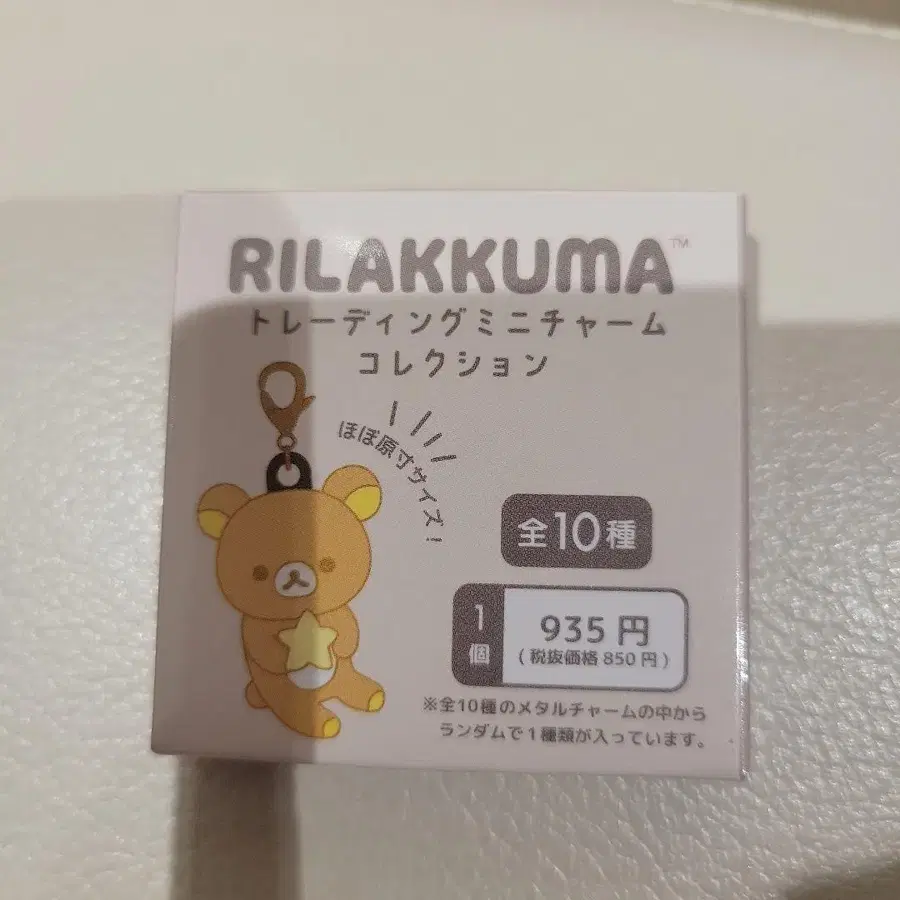 RILAKKUMA™
トレーディングミニチャーム
コレクション
ほぼ原寸サイズ!
全10種
1個
935円
(税抜価格 850円)
※全10種のメタルチャームの中から
ランダムで1種類が入っています。